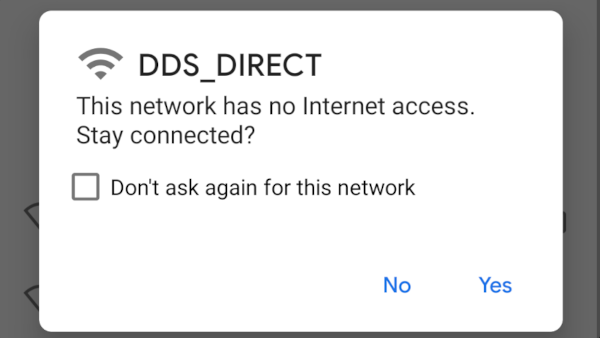 DDS_DIRECT
This network has no Internet access.
Stay connected?
Don't ask again for this network
No Yes